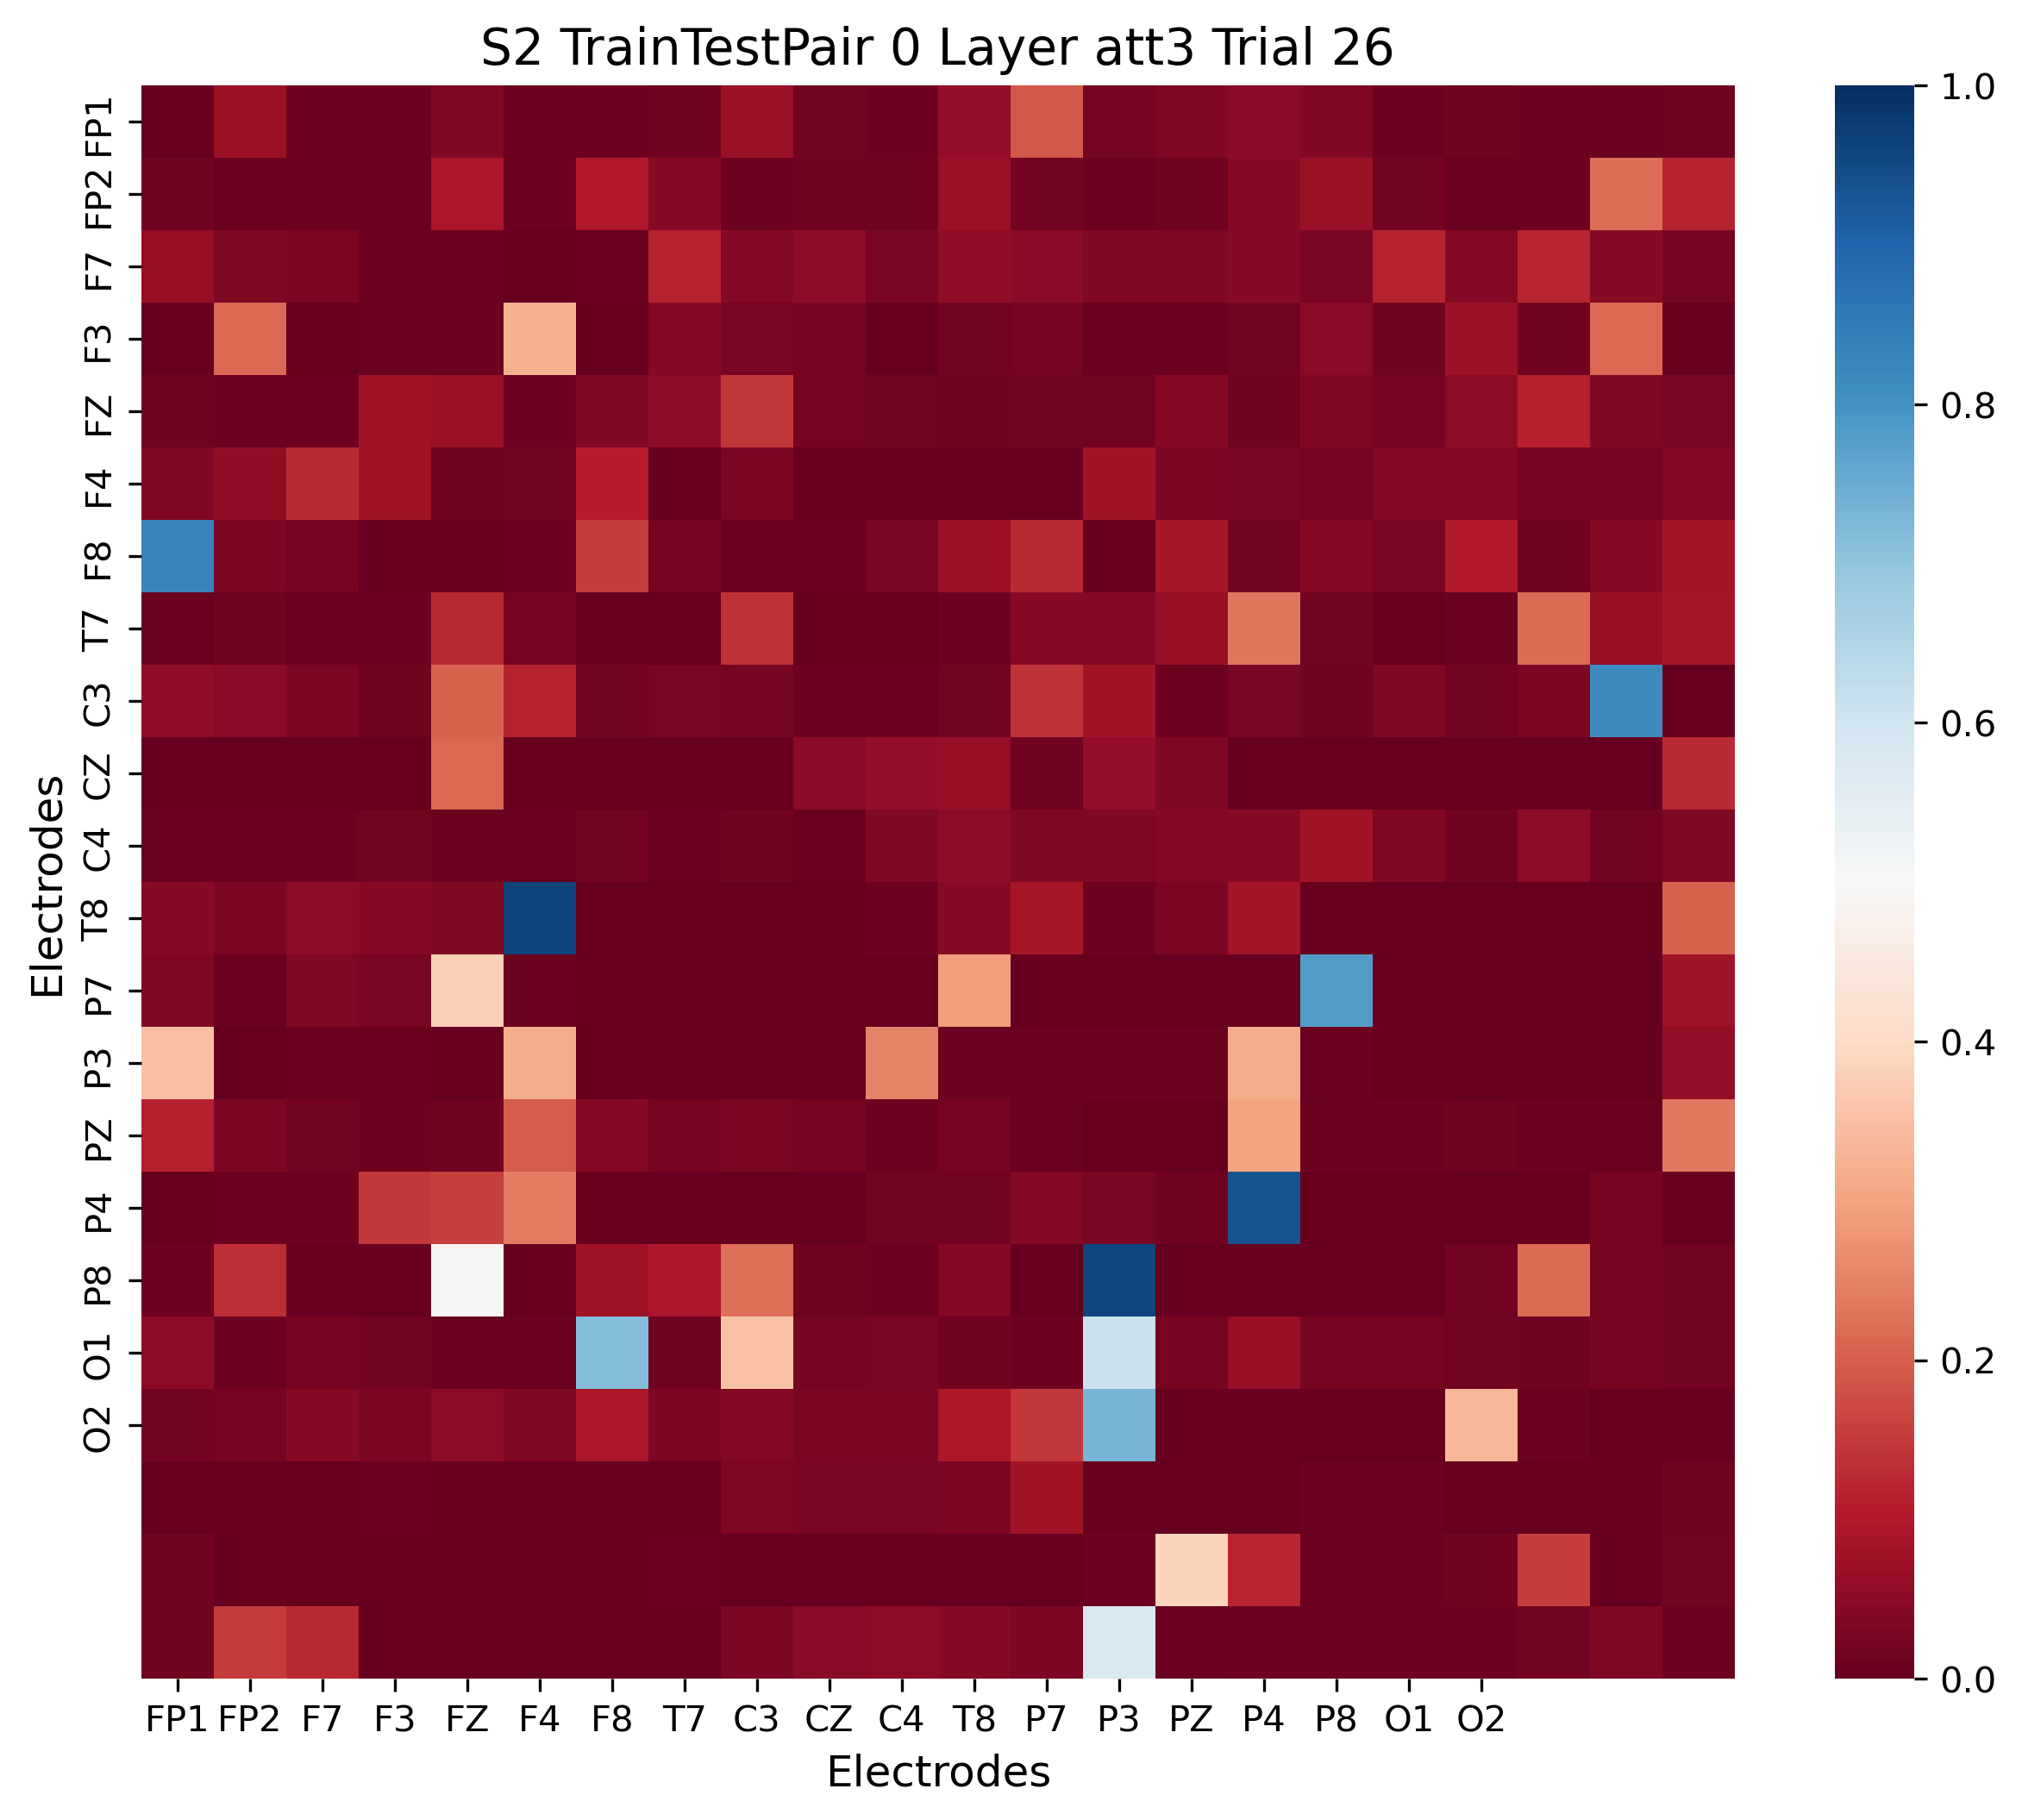 S2 TrainTestPair 0 Layer att3 Trial 26
Electrodes
FP1
FP2
F7
F3
FZ
F4
F8
T7
C3
CZ
C4
T8
P7
P3
PZ
P4
P8
O1
O2
FP1 FP2 F7 F3 FZ F4 F8 T7 C3 CZ C4 T8 P7 P3 PZ P4 P8 O1 O2
Electrodes
1.0
0.8
0.6
0.4
0.2
0.0